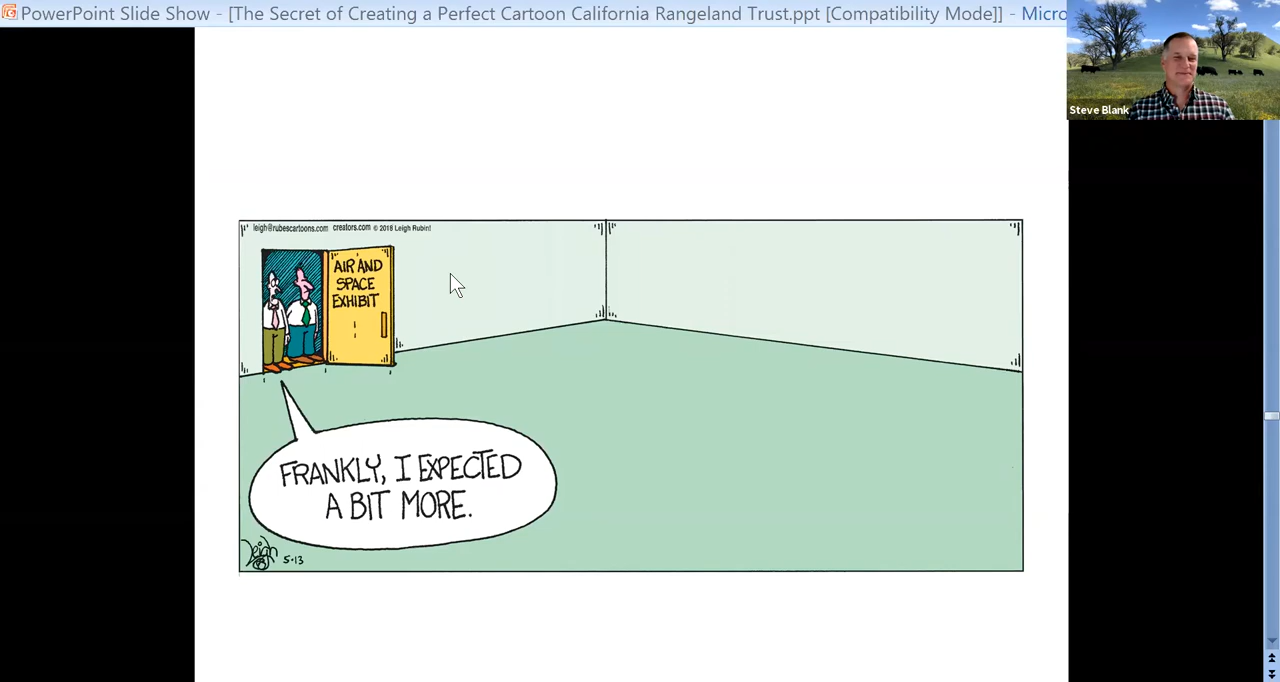 PowerPoint Slide Show - [The Secret of Creating a Perfect Cartoon California Rangeland Trust.ppt [Compatibility Mode]] - Micro
Steve Blank
leigh@rubescartoons.com creators.com © 2016 Leigh Rubin!
AIR AND
SPACE
EXHIBIT
FRANKLY, I EXPECTED
A BIT MORE.
Leigh
5·13